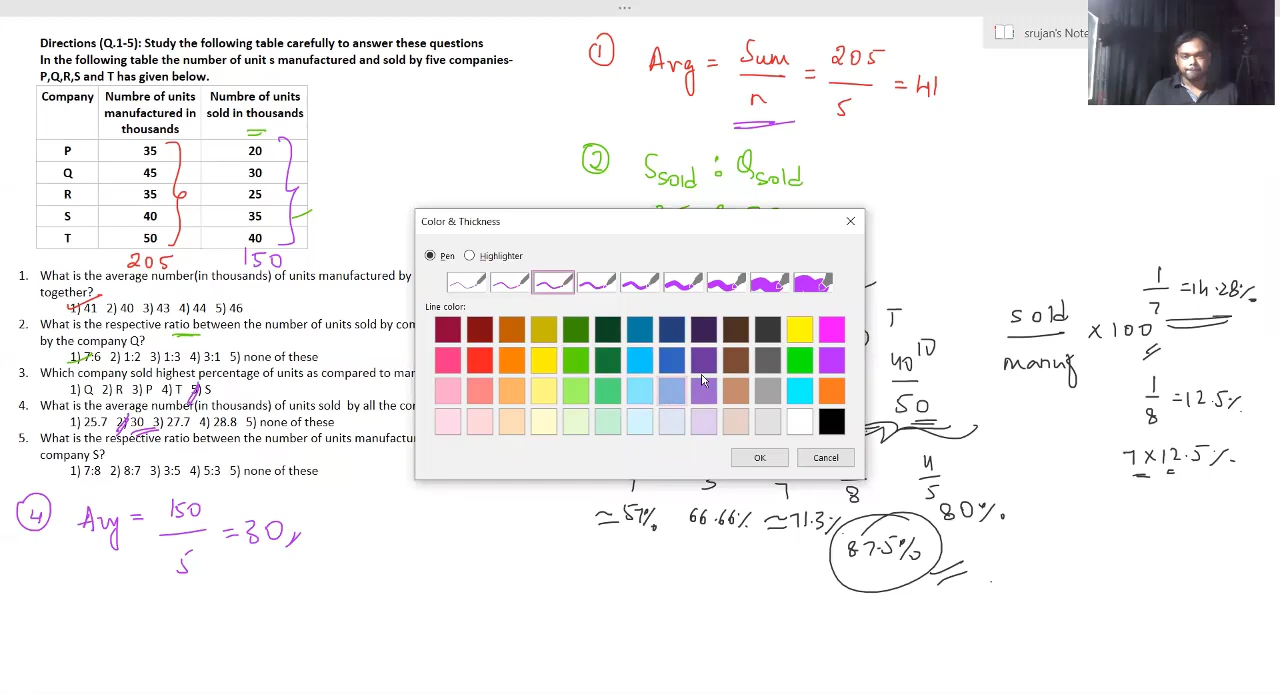 Directions (Q.1-5): Study the following table carefully to answer these questions
In the following table the number of unit s manufactured and sold by five companies-
P,Q,R,S and T has given below.
Company Numbre of units manufactured in thousands Numbre of units sold in thousands
P 35 20
Q 45 30
R 35 25
S 40 35
T 50 40
205 150
1. What is the average number(in thousands) of units manufactured by
together?
1) 41 2) 40 3) 43 4) 44 5) 46
2. What is the respective ratio between the number of units sold by com
by the company Q?
1) 7:6 2) 1:2 3) 1:3 4) 3:1 5) none of these
3. Which company sold highest percentage of units as compared to mar
1) Q 2) R 3) P 4) T 5) S
4. What is the average number(in thousands) of units sold by all the co
1) 25.7 2) 30 3) 27.7 4) 28.8 5) none of these
5. What is the respective ratio between the number of units manufactur
company S?
1) 7:8 2) 8:7 3) 3:5 4) 5:3 5) none of these
4 Avg = 150/5 = 30,
1 Avg = Sum/n = 205/5 = 41
2 S sold : Q sold
srujan's Note
Color & Thickness
Pen Highlighter
Line color:
OK Cancel
T
40 10
50
4/5
7
8
≈57% 66.66% ≈71.3%
80%.
87.5%
sold/manuf × 100
1/7 = 14.28%
1/8 = 12.5%
7 × 12.5%